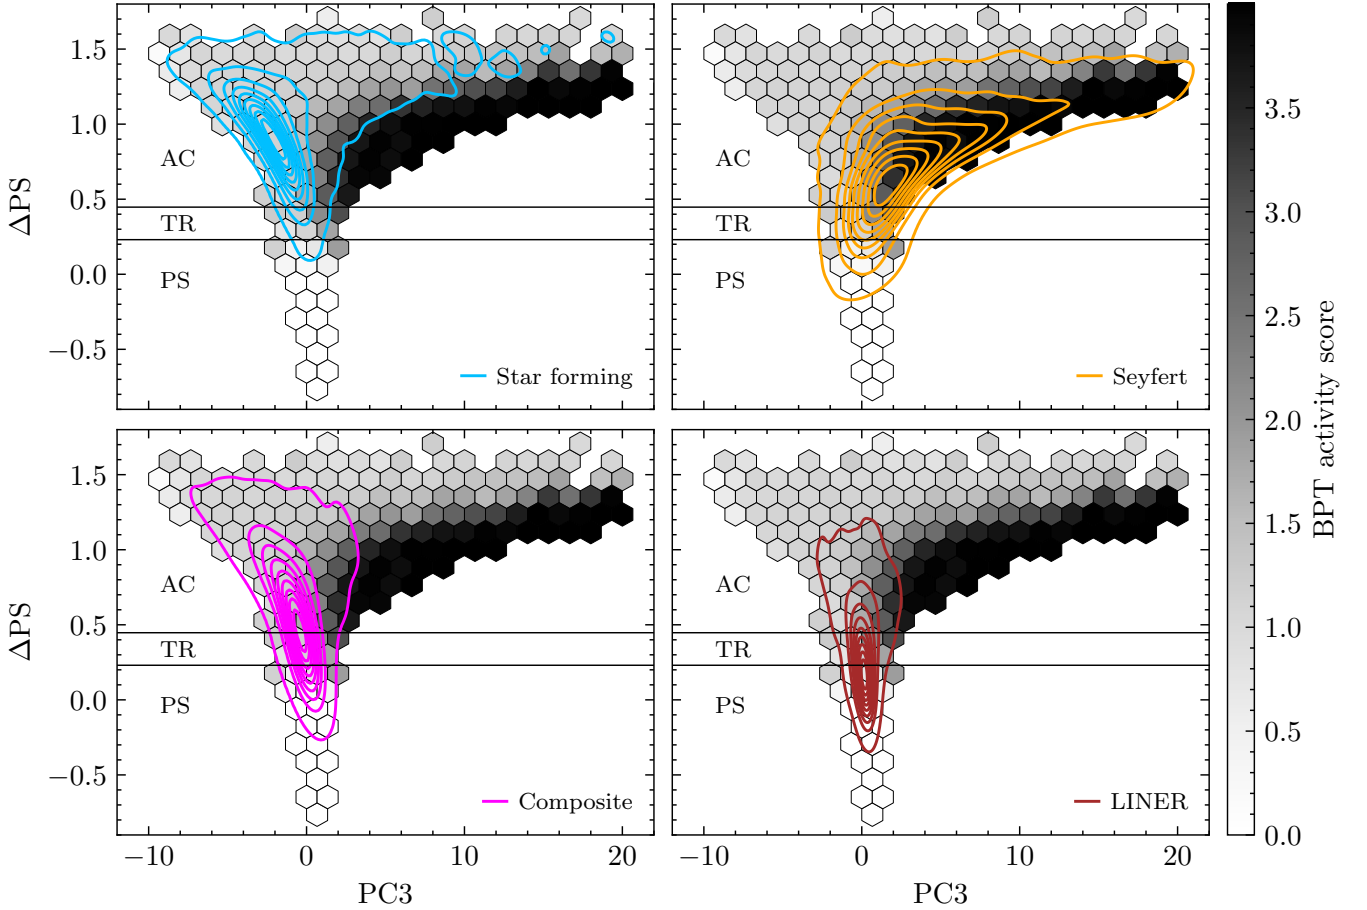 1.5
1.0
0.5
0.0
−0.5
ΔPS
AC
TR
PS
Star forming
AC
TR
PS
Seyfert
1.5
1.0
0.5
0.0
−0.5
ΔPS
AC
TR
PS
Composite
−10 0 10 20
PC3
AC
TR
PS
LINER
−10 0 10 20
PC3
3.5
3.0
2.5
2.0
1.5
1.0
0.5
0.0
BPT activity score